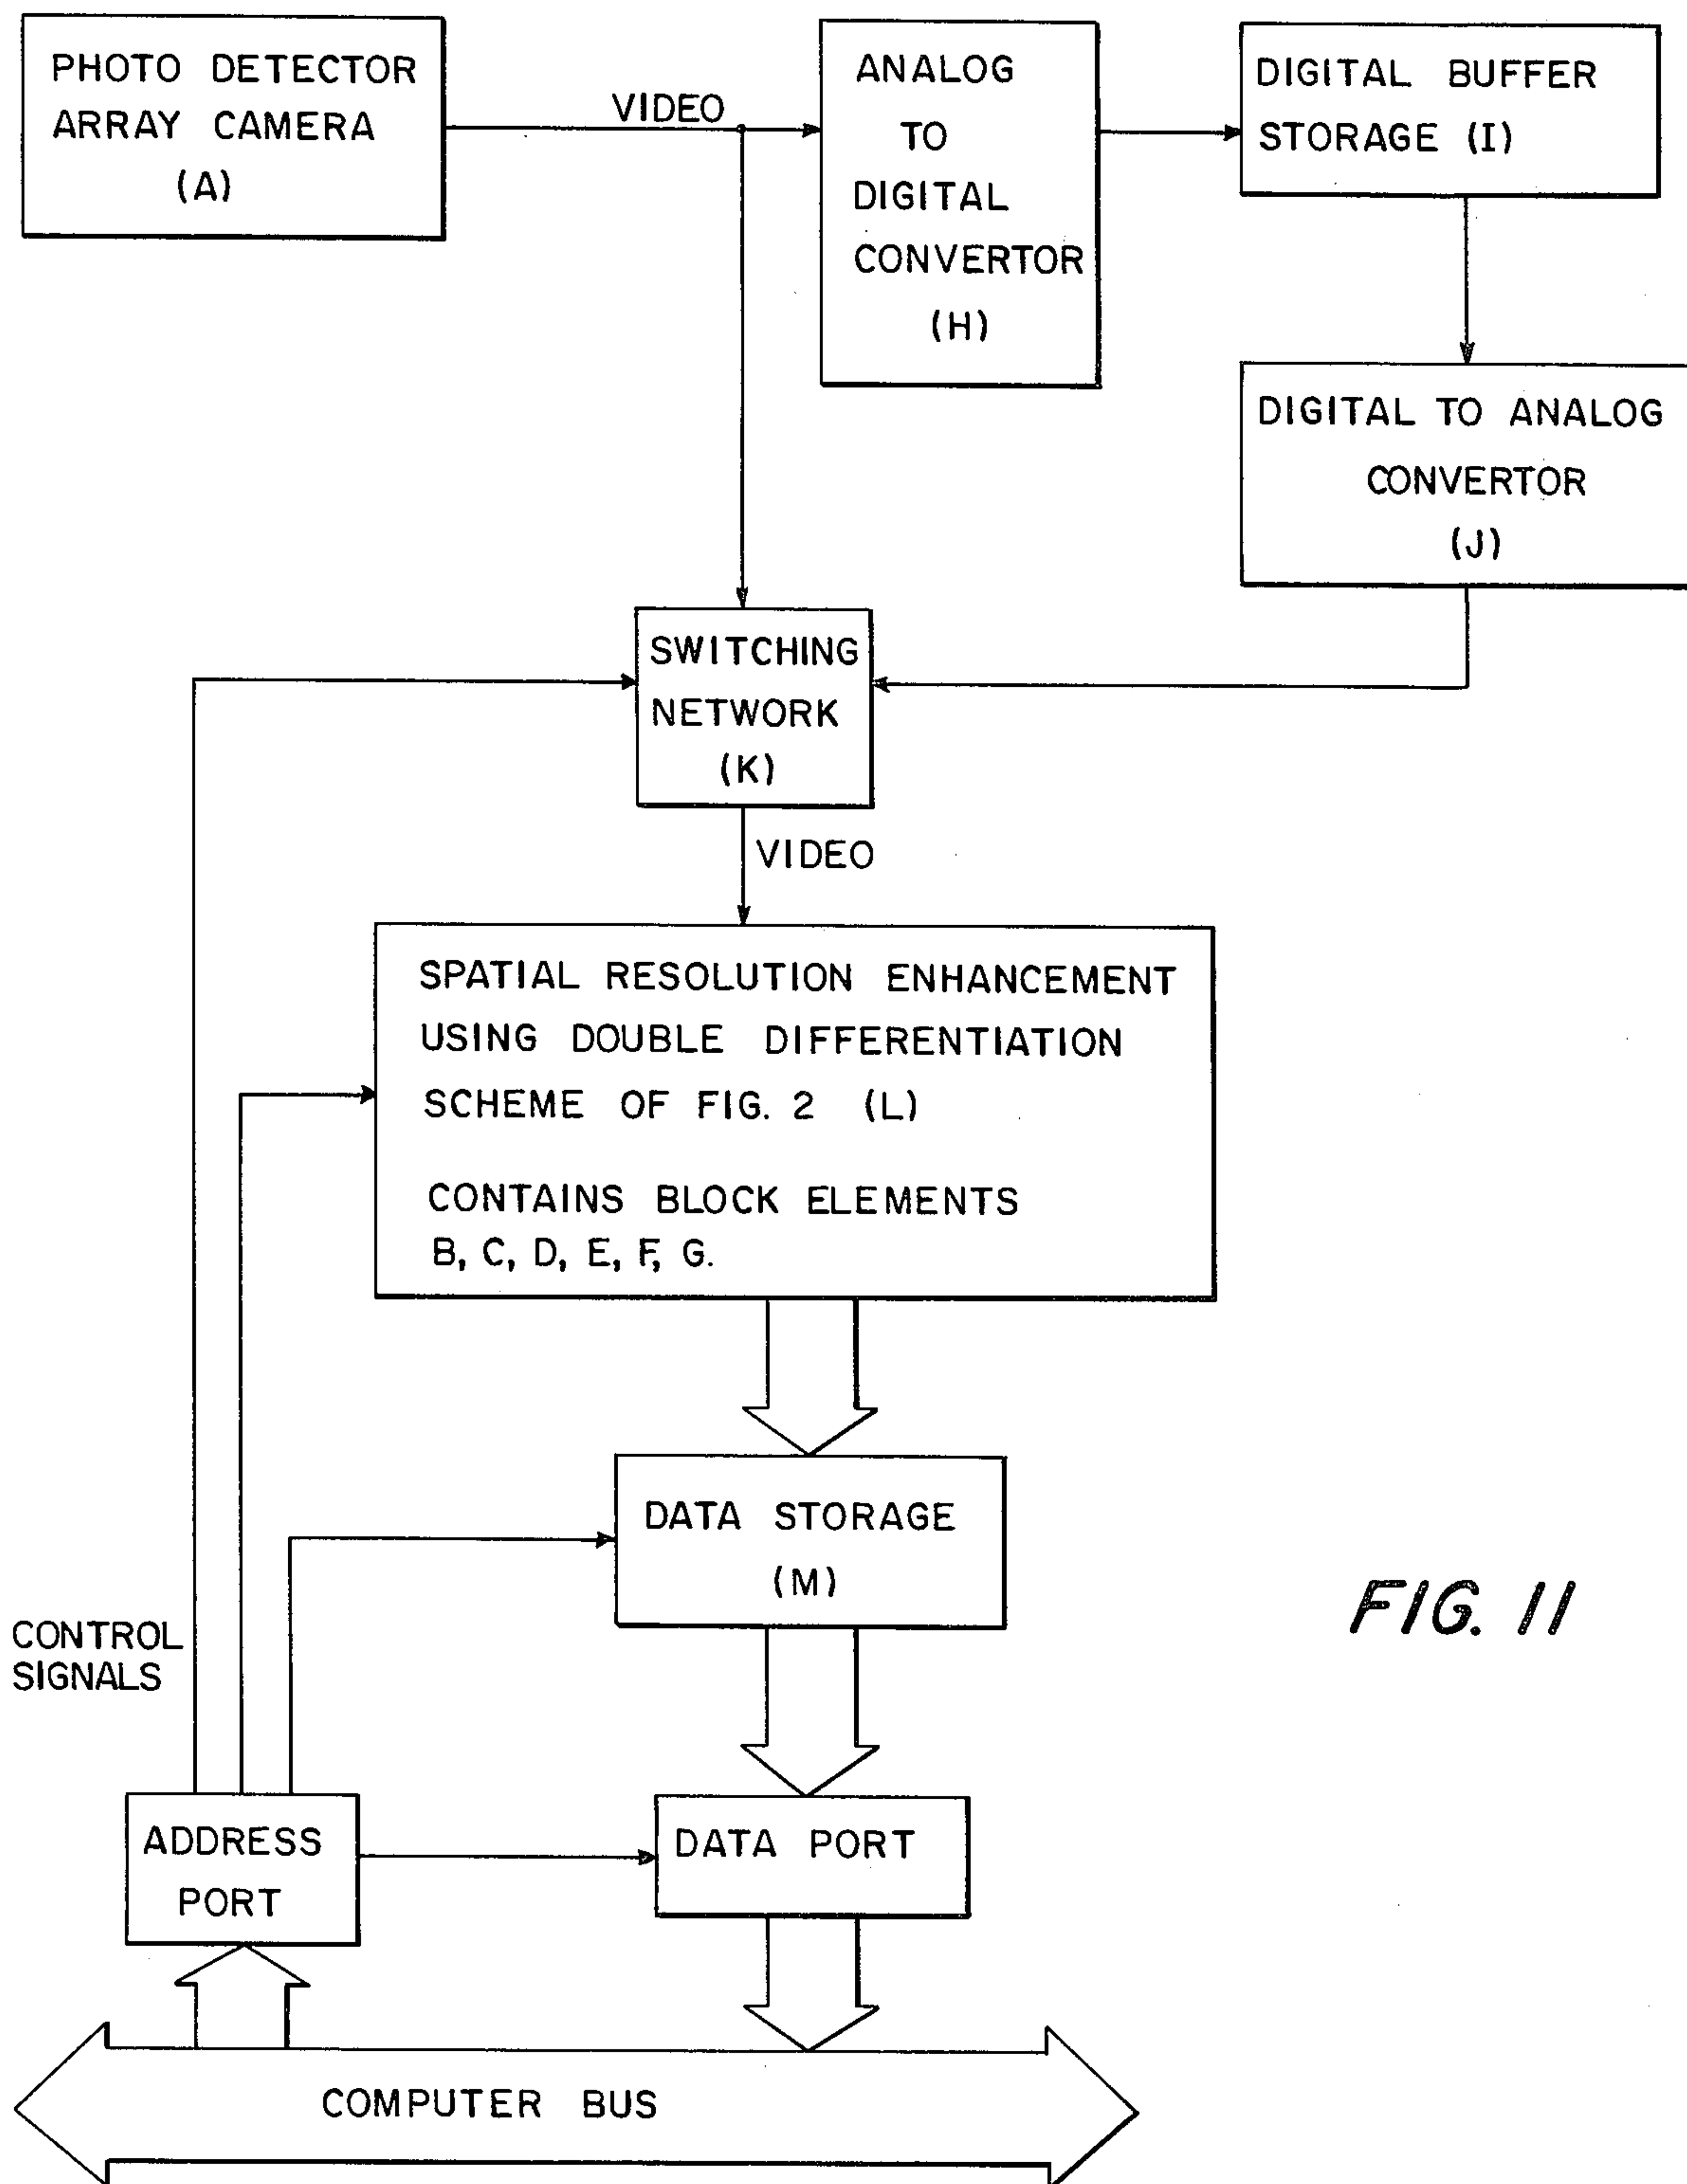 PHOTO DETECTOR
ARRAY CAMERA
(A)
VIDEO
ANALOG
TO
DIGITAL
CONVERTOR
(H)
DIGITAL BUFFER
STORAGE (I)
DIGITAL TO ANALOG
CONVERTOR
(J)
SWITCHING
NETWORK
(K)
VIDEO
SPATIAL RESOLUTION ENHANCEMENT
USING DOUBLE DIFFERENTIATION
SCHEME OF FIG. 2 (L)
CONTAINS BLOCK ELEMENTS
B, C, D, E, F, G.
DATA STORAGE
(M)
CONTROL
SIGNALS
ADDRESS
PORT
DATA PORT
COMPUTER BUS
FIG. 11